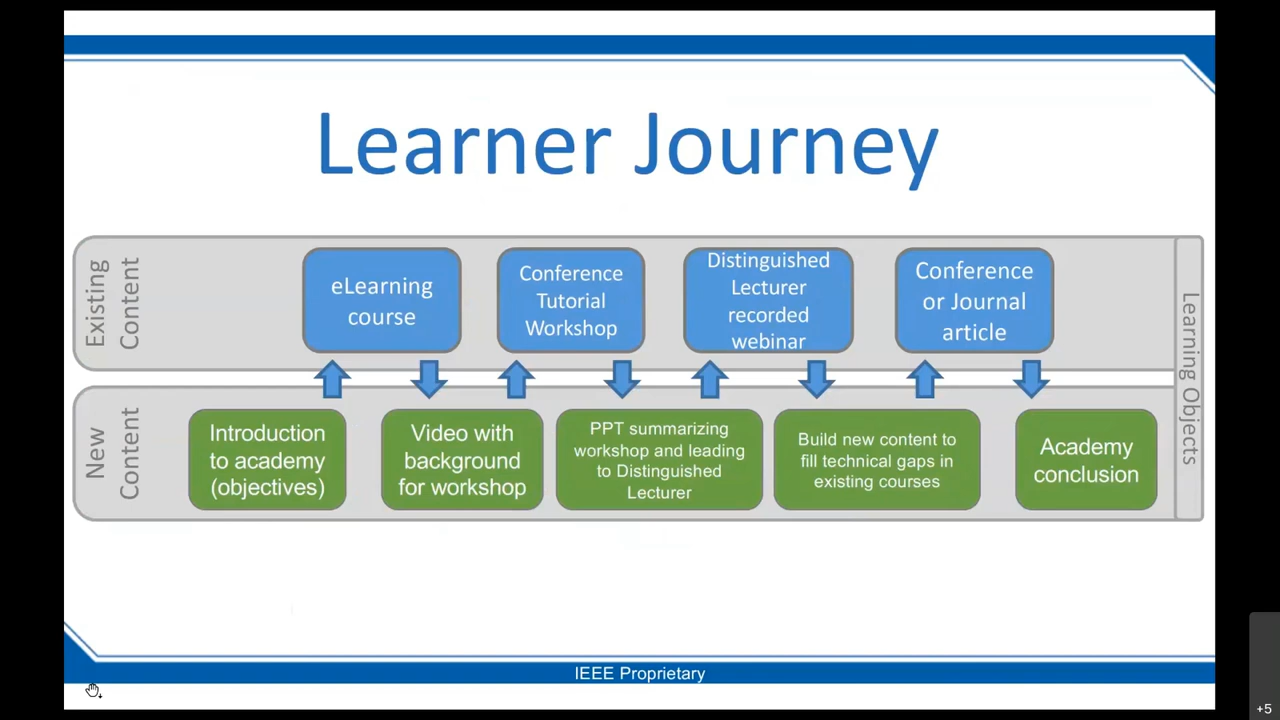 Learner Journey
Existing
Content
eLearning
course
Conference
Tutorial
Workshop
Distinguished
Lecturer
recorded
webinar
Conference
or Journal
article
Learning Objects
New
Content
Introduction
to academy
(objectives)
Video with
background
for workshop
PPT summarizing
workshop and leading
to Distinguished
Lecturer
Build new content to
fill technical gaps in
existing courses
Academy
conclusion
IEEE Proprietary
+5